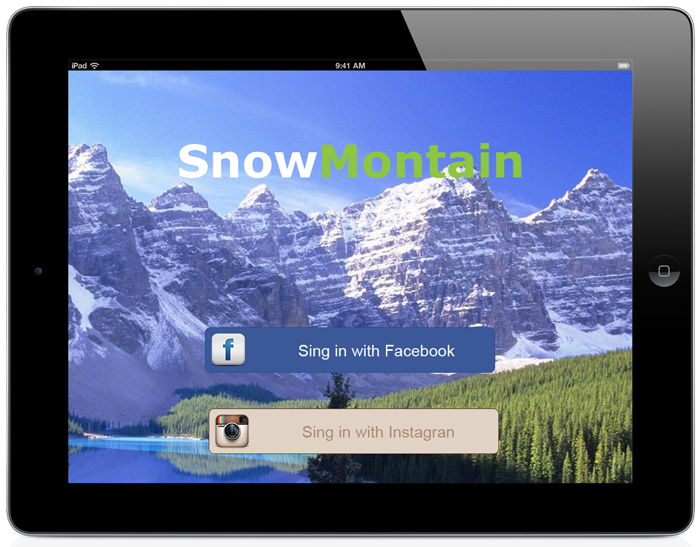 iPad 9:41 AM
SnowMontain
f
Sing in with Facebook
Sing in with Instagran